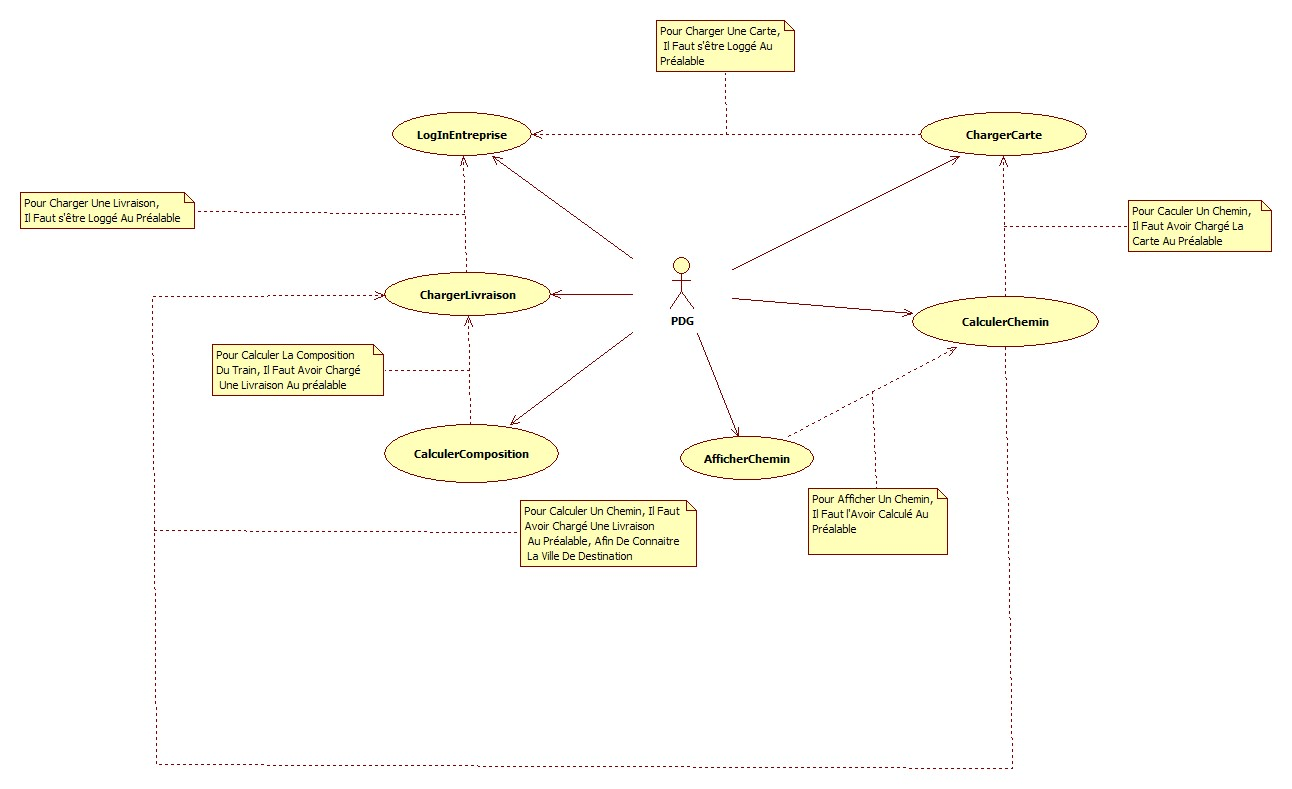 Pour Charger Une Carte,
Il Faut s'être Loggé Au
Préalable
LogInEntreprise
ChargerCarte
Pour Charger Une Livraison,
Il Faut s'être Loggé Au Préalable
Pour Caculer Un Chemin,
Il Faut Avoir Chargé La
Carte Au Préalable
ChargerLivraison
PDG
CalculerChemin
Pour Calculer La Composition
Du Train, Il Faut Avoir Chargé
Une Livraison Au préalable
CalculerComposition
AfficherChemin
Pour Calculer Un Chemin, Il Faut
Avoir Chargé Une Livraison
Au Préalable, Afin De Connaitre
La Ville De Destination
Pour Afficher Un Chemin,
Il Faut l'Avoir Calculé Au
Préalable